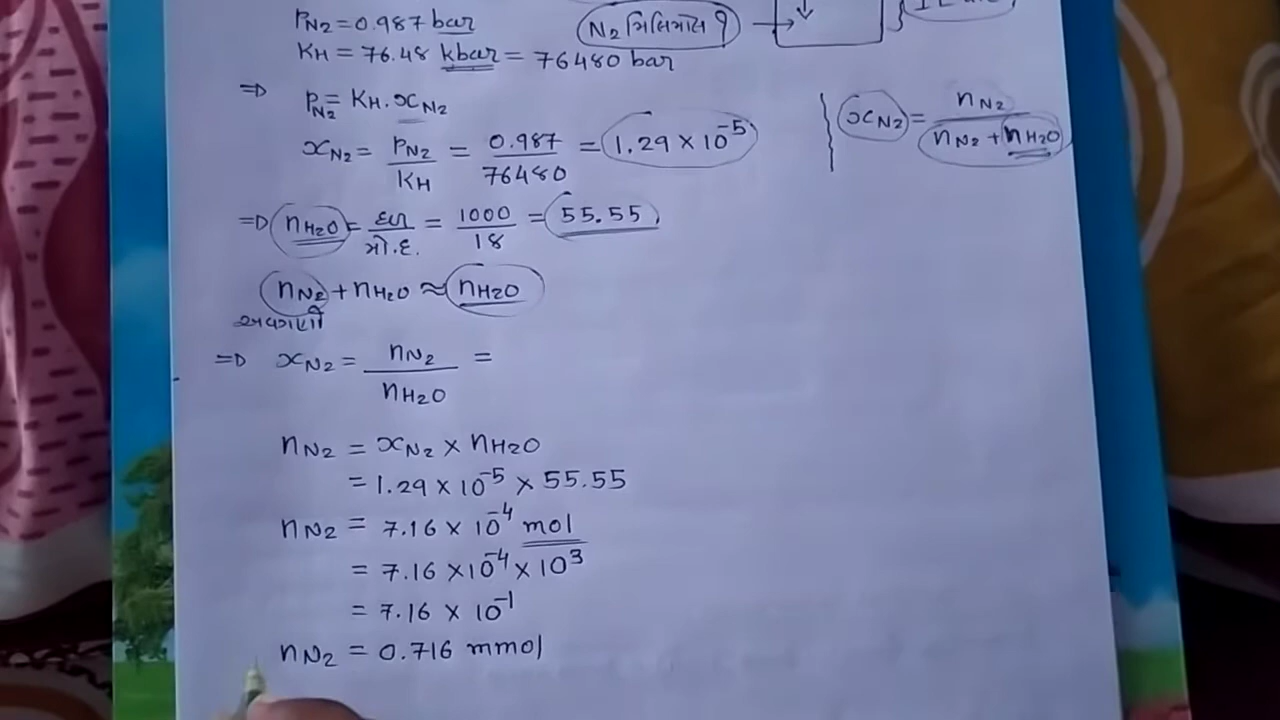 PN2 = 0.987 bar
N2 મિલિમોલ ?
KH = 76.48 kbar = 76480 bar
⇒ PN2 = KH . xN2
xN2 = nN2 / nN2 + nH2O
xN2 = PN2 / KH = 0.987 / 76480 = 1.29 × 10⁻⁵
⇒ nH2O = દળ / મો.દ. = 1000 / 18 = 55.55
nN2 + nH2O ≈ nH2O
અવગણી
⇒ xN2 = nN2 / nH2O =
nN2 = xN2 × nH2O
= 1.29 × 10⁻⁵ × 55.55
nN2 = 7.16 × 10⁻⁴ mol
= 7.16 × 10⁻⁴ × 10³
= 7.16 × 10⁻¹
nN2 = 0.716 mmol